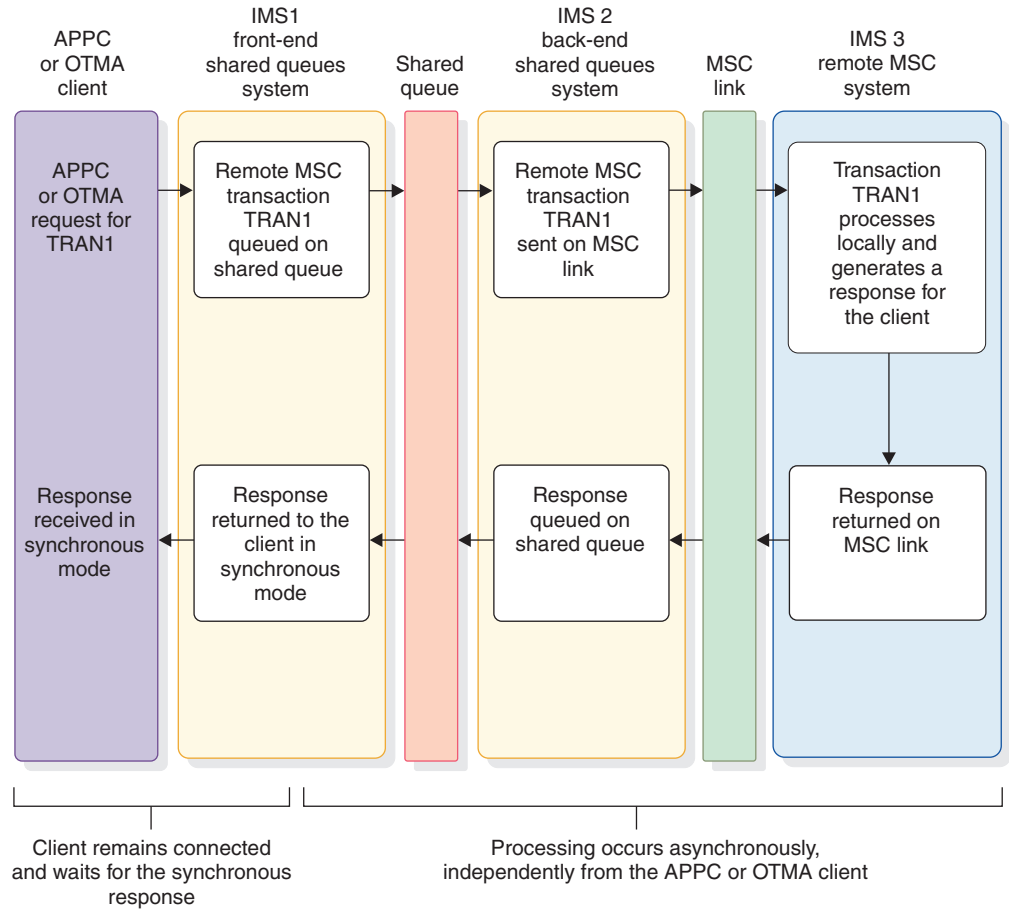 APPC
or OTMA
client
IMS1
front-end
shared queues
system
Shared
queue
IMS 2
back-end
shared queues
system
MSC
link
IMS 3
remote MSC
system
APPC
or OTMA
request for
TRAN1
Remote MSC
transaction
TRAN1
queued on
shared queue
Remote MSC
transaction
TRAN1
sent on MSC
link
Transaction
TRAN1
processes
locally and
generates a
response for
the client
Response
received in
synchronous
mode
Response
returned to the
client in
synchronous
mode
Response
queued on
shared queue
Response
returned on
MSC link
Client remains connected
and waits for the synchronous
response
Processing occurs asynchronously,
independently from the APPC or OTMA client